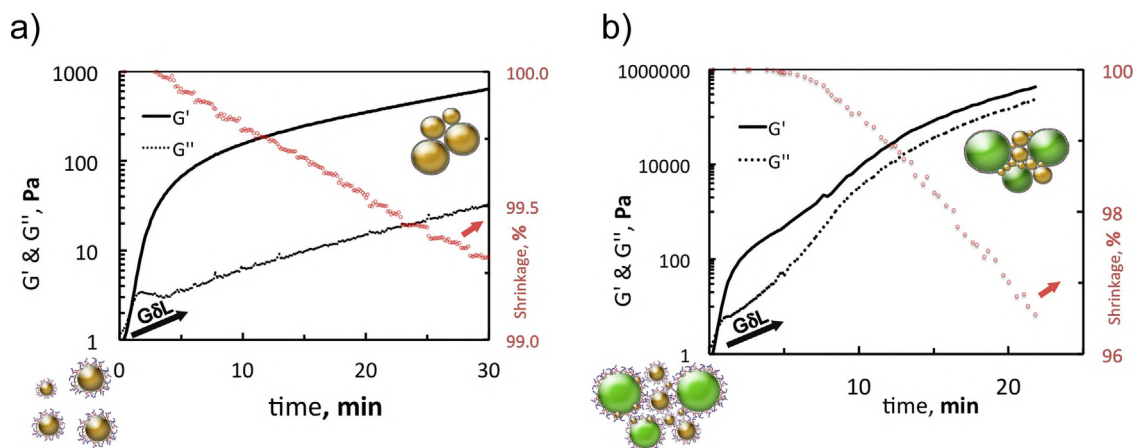 a)
1000
100
10
1
G' & G", Pa
G'
G"
GδL
100.0
99.5
99.0
Shrinkage, %
0
10
20
30
time, min
b)
1000000
10000
100
1
G' & G", Pa
G'
G"
GδL
100
98
96
Shrinkage, %
10
20
time, min